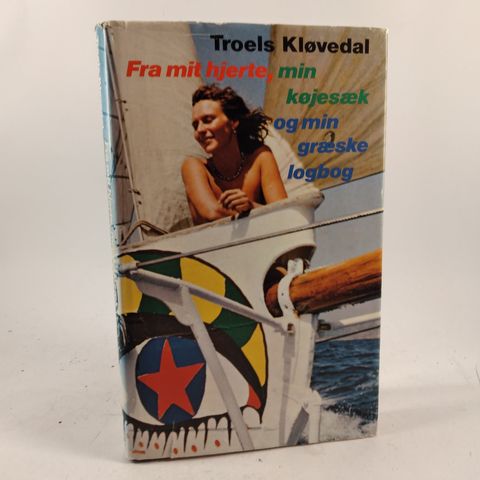 Troels Kløvedal
Fra mit hjerte, min
køjesæk
og min
græske
logbog